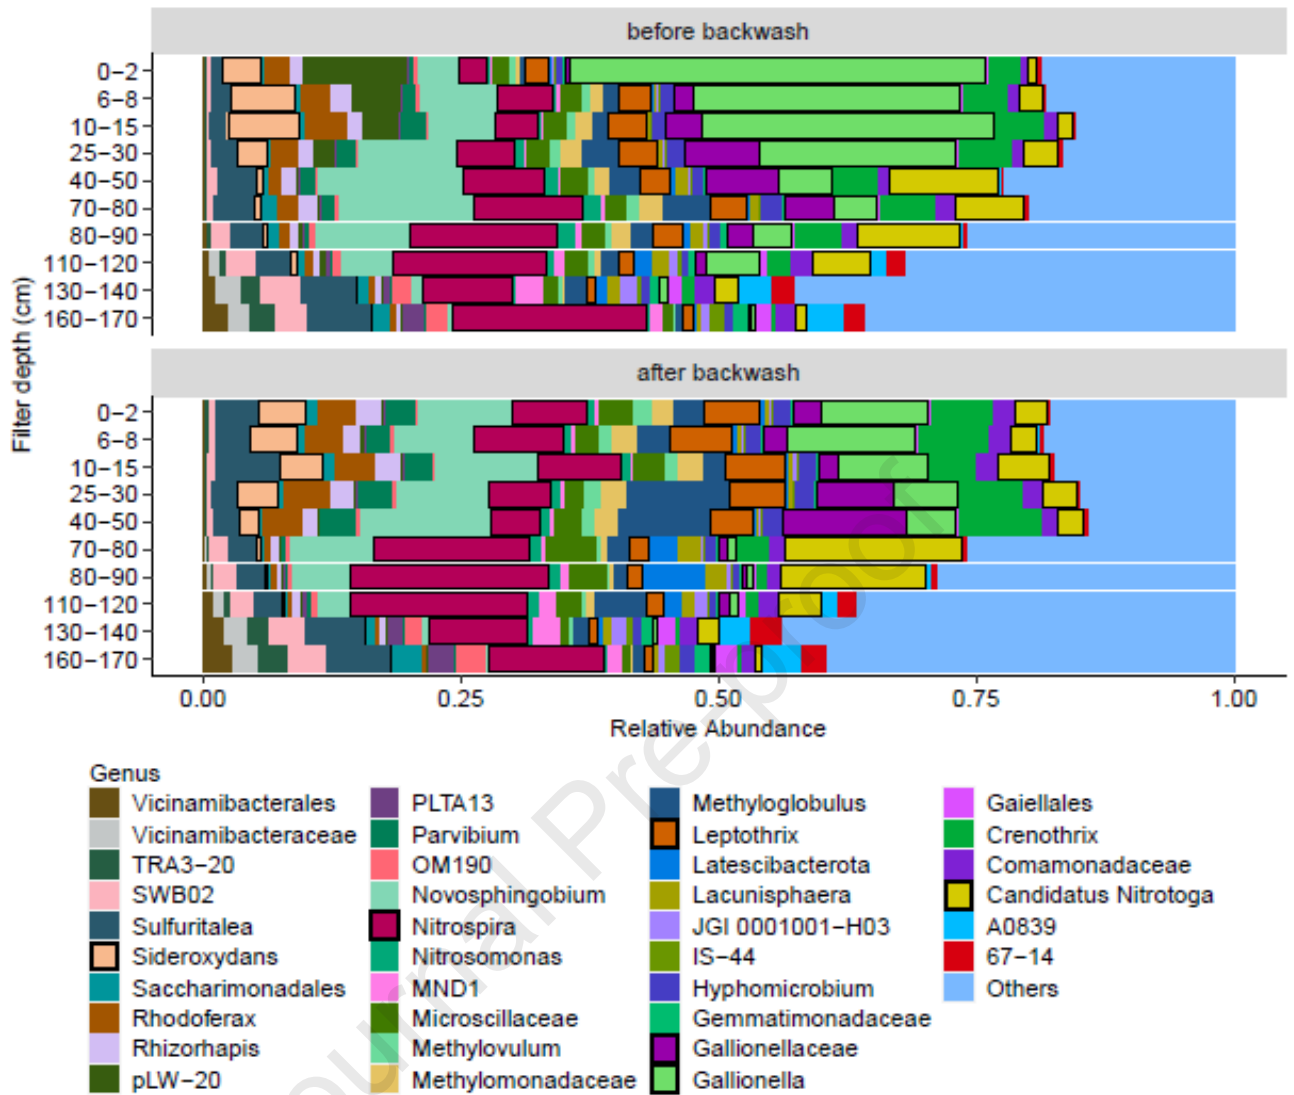 before backwash
Filter depth (cm)
0−2
6−8
10−15
25−30
40−50
70−80
80−90
110−120
130−140
160−170
after backwash
0−2
6−8
10−15
25−30
40−50
70−80
80−90
110−120
130−140
160−170
0.00 0.25 0.50 0.75 1.00
Relative Abundance
Genus
Vicinamibacterales PLTA13 Methyloglobulus Gaiellales
Vicinamibacteraceae Parvibium Leptothrix Crenothrix
TRA3−20 OM190 Latescibacterota Comamonadaceae
SWB02 Novosphingobium Lacunisphaera Candidatus Nitrotoga
Sulfuritalea Nitrospira JGI 0001001−H03 A0839
Sideroxydans Nitrosomonas IS−44 67−14
Saccharimonadales MND1 Hyphomicrobium Others
Rhodoferax Microscillaceae Gemmatimonadaceae
Rhizorhapis Methylovulum Gallionellaceae
pLW−20 Methylomonadaceae Gallionella
Journal Pre-proof